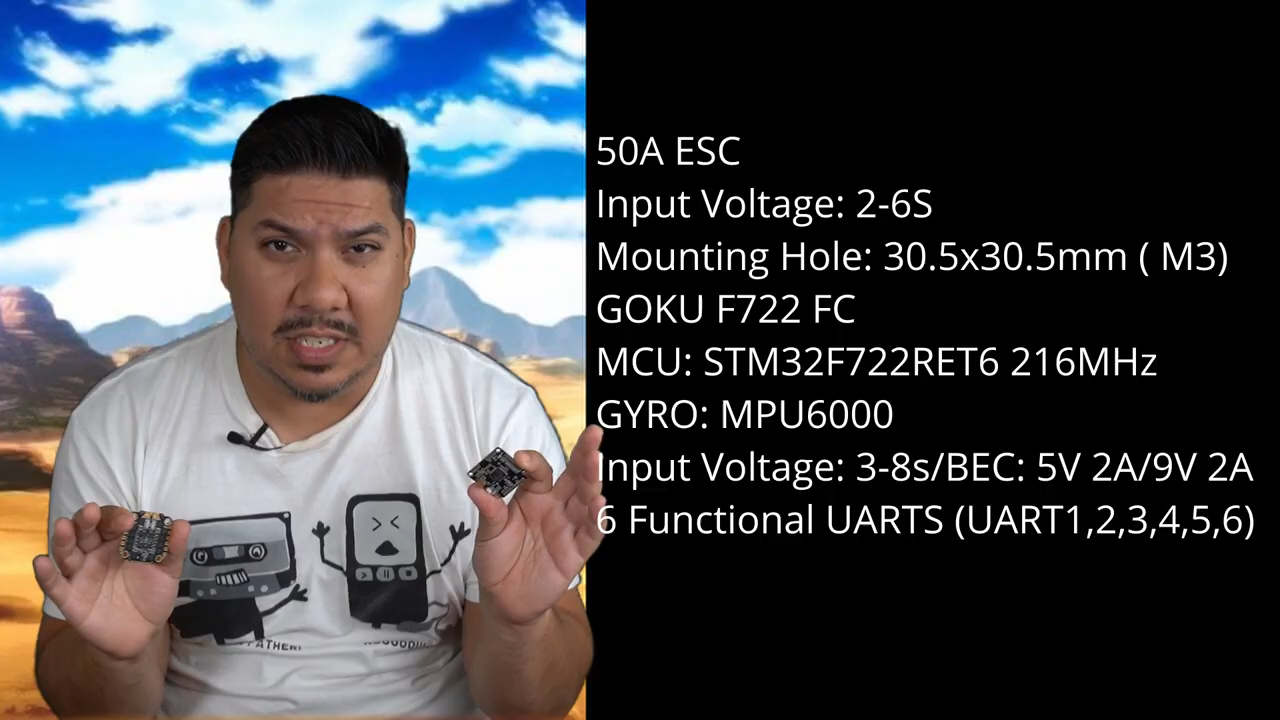 50A ESC
Input Voltage: 2-6S
Mounting Hole: 30.5x30.5mm ( M3)
GOKU F722 FC
MCU: STM32F722RET6 216MHz
GYRO: MPU6000
Input Voltage: 3-8s/BEC: 5V 2A/9V 2A
6 Functional UARTS (UART1,2,3,4,5,6)